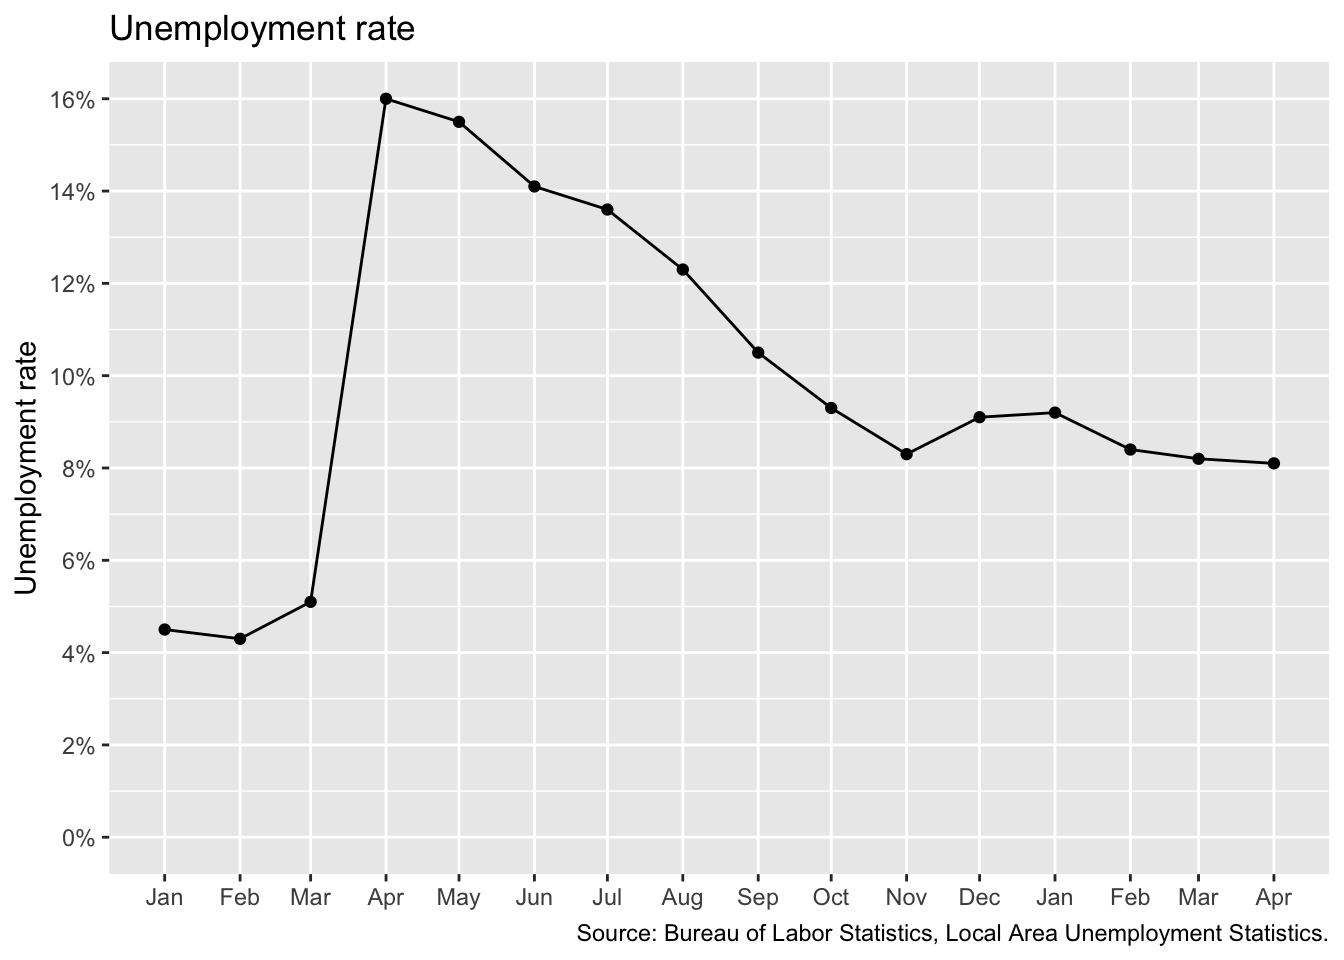 Unemployment rate
Unemployment rate
16%
14%
12%
10%
8%
6%
4%
2%
0%
Jan Feb Mar Apr May Jun Jul Aug Sep Oct Nov Dec Jan Feb Mar Apr
Source: Bureau of Labor Statistics, Local Area Unemployment Statistics.